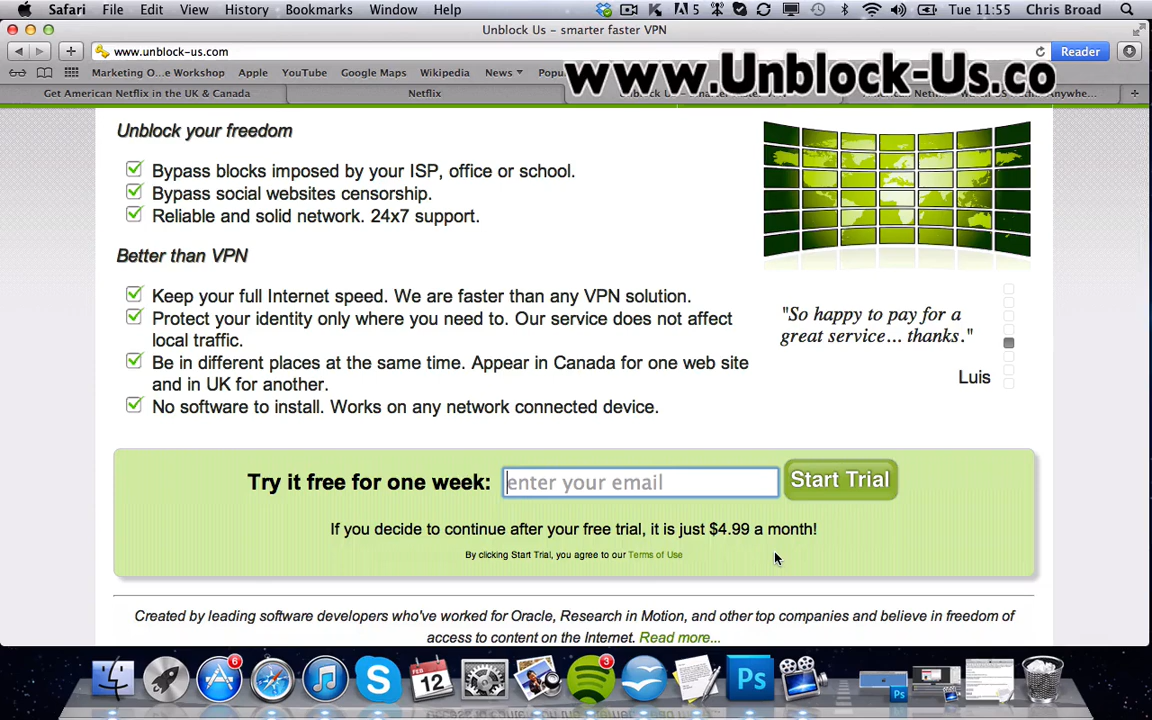 Safari File Edit View History Bookmarks Window Help 5 Tue 11:55 Chris Broad
Unblock Us – smarter faster VPN
www.unblock-us.com Reader
Marketing O...e Workshop Apple YouTube Google Maps Wikipedia News Popu
www.Unblock-Us.co
Get American Netflix in the UK & Canada Netflix
Unblock your freedom
Bypass blocks imposed by your ISP, office or school.
Bypass social websites censorship.
Reliable and solid network. 24x7 support.
Better than VPN
Keep your full Internet speed. We are faster than any VPN solution.
Protect your identity only where you need to. Our service does not affect
local traffic.
Be in different places at the same time. Appear in Canada for one web site
and in UK for another.
No software to install. Works on any network connected device.
"So happy to pay for a
great service... thanks."
Luis
Try it free for one week: enter your email Start Trial
If you decide to continue after your free trial, it is just $4.99 a month!
By clicking Start Trial, you agree to our Terms of Use
Created by leading software developers who've worked for Oracle, Research in Motion, and other top companies and believe in freedom of
access to content on the Internet. Read more...
6 FEB 12 3 Ps